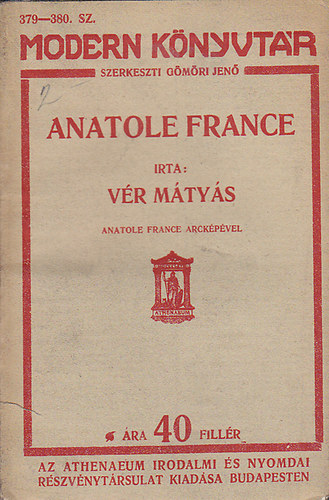 379—380. SZ.
MODERN KÖNYVTÁR
SZERKESZTI GÖMÖRI JENŐ
2
ANATOLE FRANCE
IRTA:
VÉR MÁTYÁS
ANATOLE FRANCE ARCKÉPÉVEL
ATHENAEUM
ÁRA 40 FILLÉR
AZ ATHENAEUM IRODALMI ÉS NYOMDAI
RÉSZVÉNYTÁRSULAT KIADÁSA BUDAPESTEN